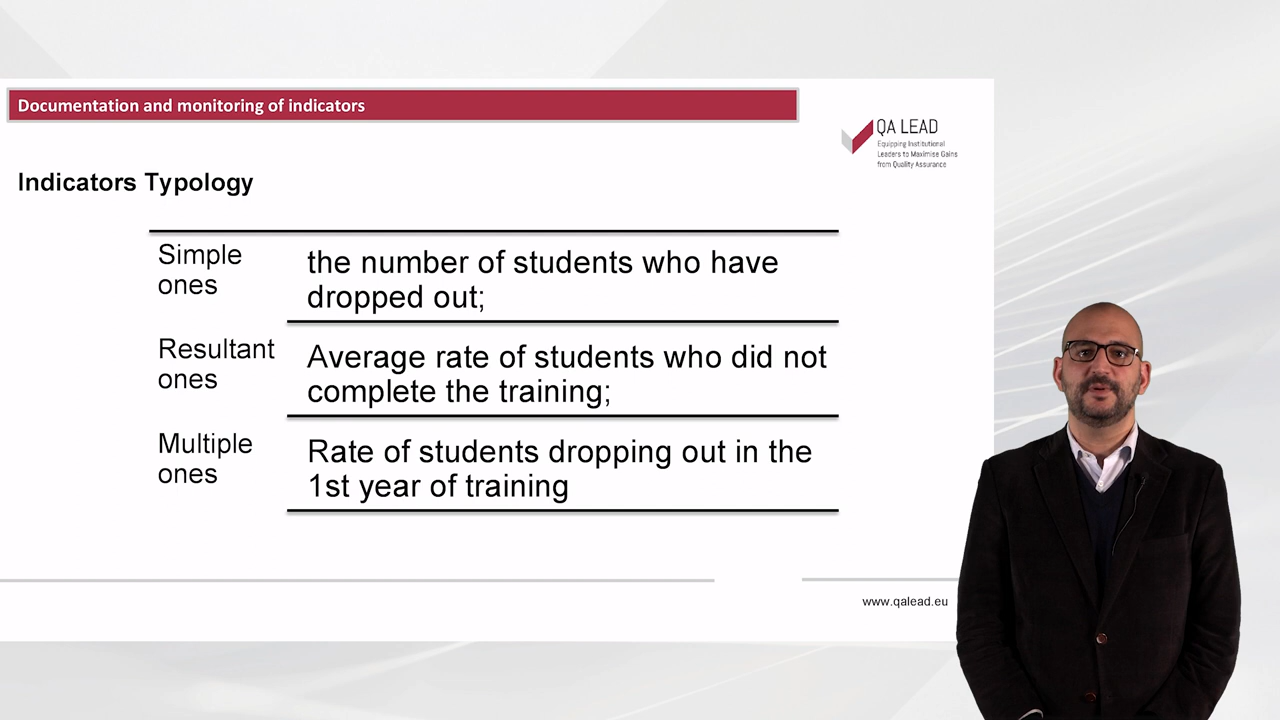 Documentation and monitoring of indicators
QA LEAD
Equipping Institutional
Leaders to Maximise Gains
from Quality Assurance
Indicators Typology
Simple
ones
the number of students who have
dropped out;
Resultant
ones
Average rate of students who did not
complete the training;
Multiple
ones
Rate of students dropping out in the
1st year of training
www.qalead.eu